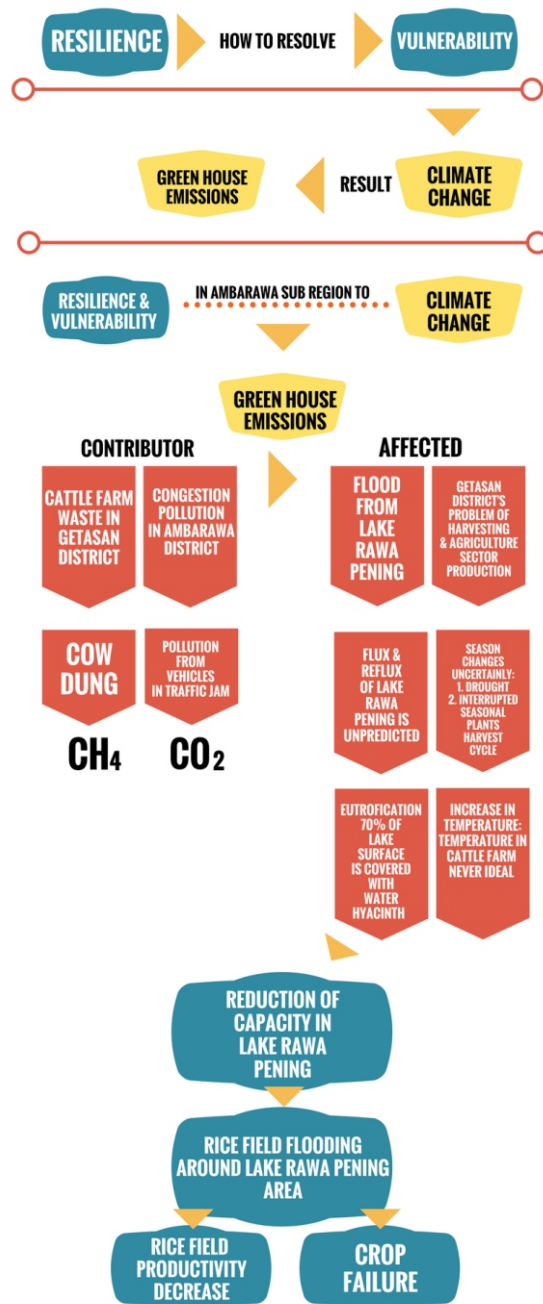 RESILIENCE
HOW TO RESOLVE
VULNERABILITY
GREEN HOUSE
EMISSIONS
RESULT
CLIMATE
CHANGE
RESILIENCE &
VULNERABILITY
IN AMBARAWA SUB REGION TO
CLIMATE
CHANGE
GREEN HOUSE
EMISSIONS
CONTRIBUTOR
CATTLE FARM
WASTE IN
GETASAN
DISTRICT
CONGESTION
POLLUTION
IN AMBARAWA
DISTRICT
COW
DUNG
POLLUTION
FROM
VEHICLES
IN TRAFFIC JAM
CH4
CO2
AFFECTED
FLOOD
FROM
LAKE
RAWA
PENING
GETASAN
DISTRICT'S
PROBLEM OF
HARVESTING
& AGRICULTURE
SECTOR
PRODUCTION
FLUX &
REFLUX
OF LAKE
RAWA
PENING IS
UNPREDICTED
SEASON
CHANGES
UNCERTAINLY:
1. DROUGHT
2. INTERRUPTED
SEASONAL
PLANTS
HARVEST
CYCLE
EUTROFICATION
70% OF
LAKE
SURFACE
IS COVERED
WITH
WATER
HYACINTH
INCREASE IN
TEMPERATURE:
TEMPERATURE IN
CATTLE FARM
NEVER IDEAL
REDUCTION OF
CAPACITY IN
LAKE RAWA
PENING
RICE FIELD FLOODING
AROUND LAKE RAWA PENING
AREA
RICE FIELD
PRODUCTIVITY
DECREASE
CROP
FAILURE